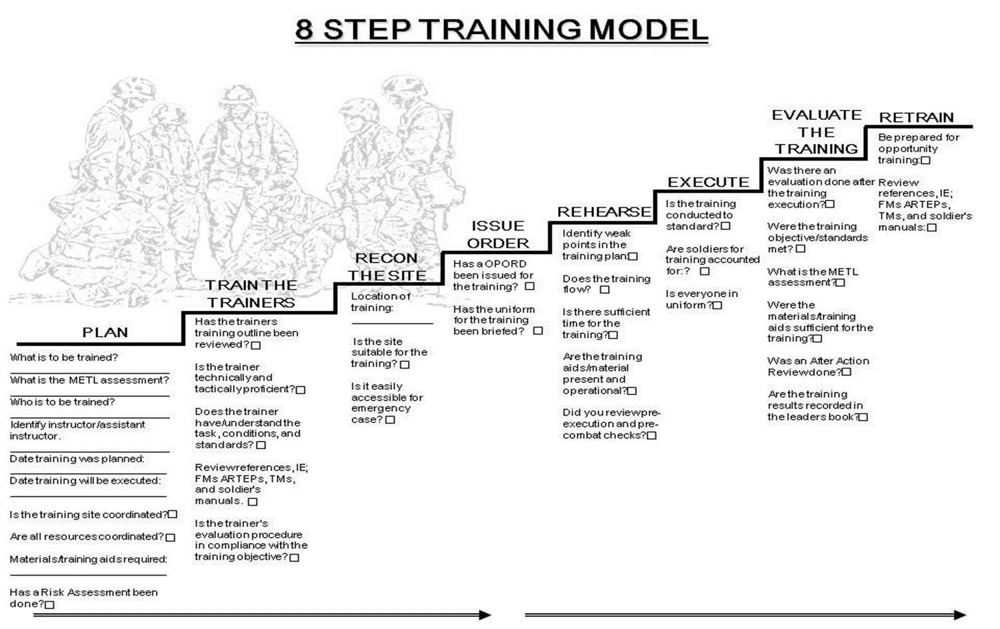 8 STEP TRAINING MODEL
PLAN
What is to be trained?
What is the METL assessment?
Who is to be trained?
Identify instructor/assistant
instructor.
Date training was planned:
Date training will be executed:
Is the training site coordinated?
Are all resources coordinated?
Materials/training aids required:
Has a Risk Assessment been
done?
TRAIN THE
TRAINERS
Has the trainers
training outline been
reviewed?
Is the trainer
technically and
tactically proficient?
Does the trainer
have/understand the
task, conditions, and
standards?
Review references, IE;
FMs ARTEPs, TMs,
and soldier's
manuals.
Is the trainer's
evaluation procedure
in compliance with the
training objective?
RECON
THE SITE
Location of
training:
Is the site
suitable for the
training?
Is it easily
accessible for
emergency
case?
ISSUE
ORDER
Has a OPORD
been issued for
the training?
Has the uniform
for the training
been briefed?
REHEARSE
Identify weak
points in the
training plan:
Does the training
flow?
Is there sufficient
time for the
training?
Are the training
aids/material
present and
operational?
Did you review pre-
execution and pre-
combat checks?
EXECUTE
Is the training
conducted to
standard?
Are soldiers for
training accounted
for:?
Is everyone in
uniform?
EVALUATE
THE
TRAINING
Was there an
evaluation done after
the training
execution?
Were the training
objective/standards
met?
What is the METL
assessment?
Were the
materials/training
aids sufficient for the
training?
Was an After Action
Review done?
Are the training
results recorded in
the leaders book?
RETRAIN
Be prepared for
opportunity
training:
Review
references, IE;
FMs ARTEPs,
TMs, and soldier's
manuals: